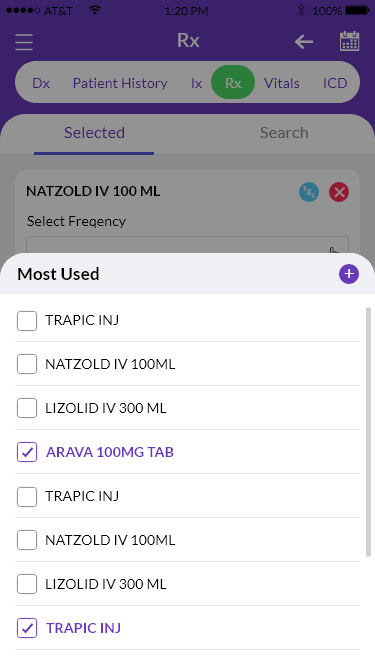 AT&T 1:20 PM 100%
Rx
Dx Patient History Ix Rx Vitals ICD
Selected Search
NATZOLD IV 100 ML
Select Freqency
Most Used
TRAPIC INJ
NATZOLD IV 100ML
LIZOLID IV 300 ML
ARAVA 100MG TAB
TRAPIC INJ
NATZOLD IV 100ML
LIZOLID IV 300 ML
TRAPIC INJ